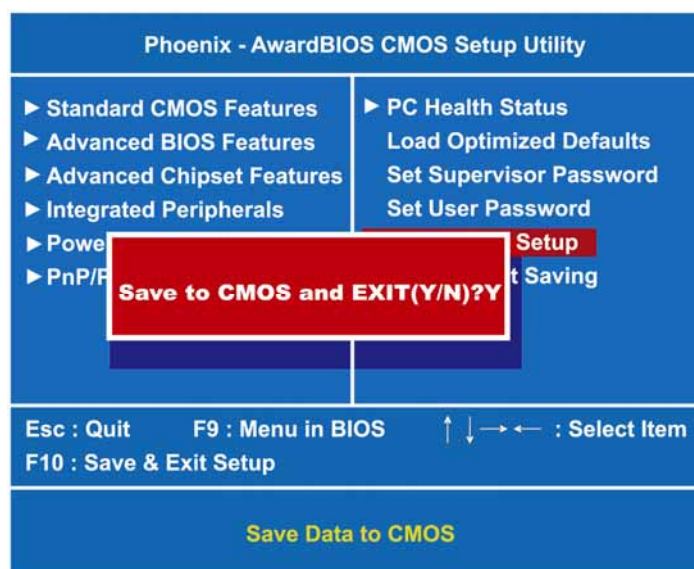 Phoenix - AwardBIOS CMOS Setup Utility
► Standard CMOS Features
► Advanced BIOS Features
► Advanced Chipset Features
► Integrated Peripherals
► Powe
► PnP/P
► PC Health Status
Load Optimized Defaults
Set Supervisor Password
Set User Password
Setup
t Saving
Save to CMOS and EXIT(Y/N)?Y
Esc : Quit F9 : Menu in BIOS ↑ ↓ → ← : Select Item
F10 : Save & Exit Setup
Save Data to CMOS